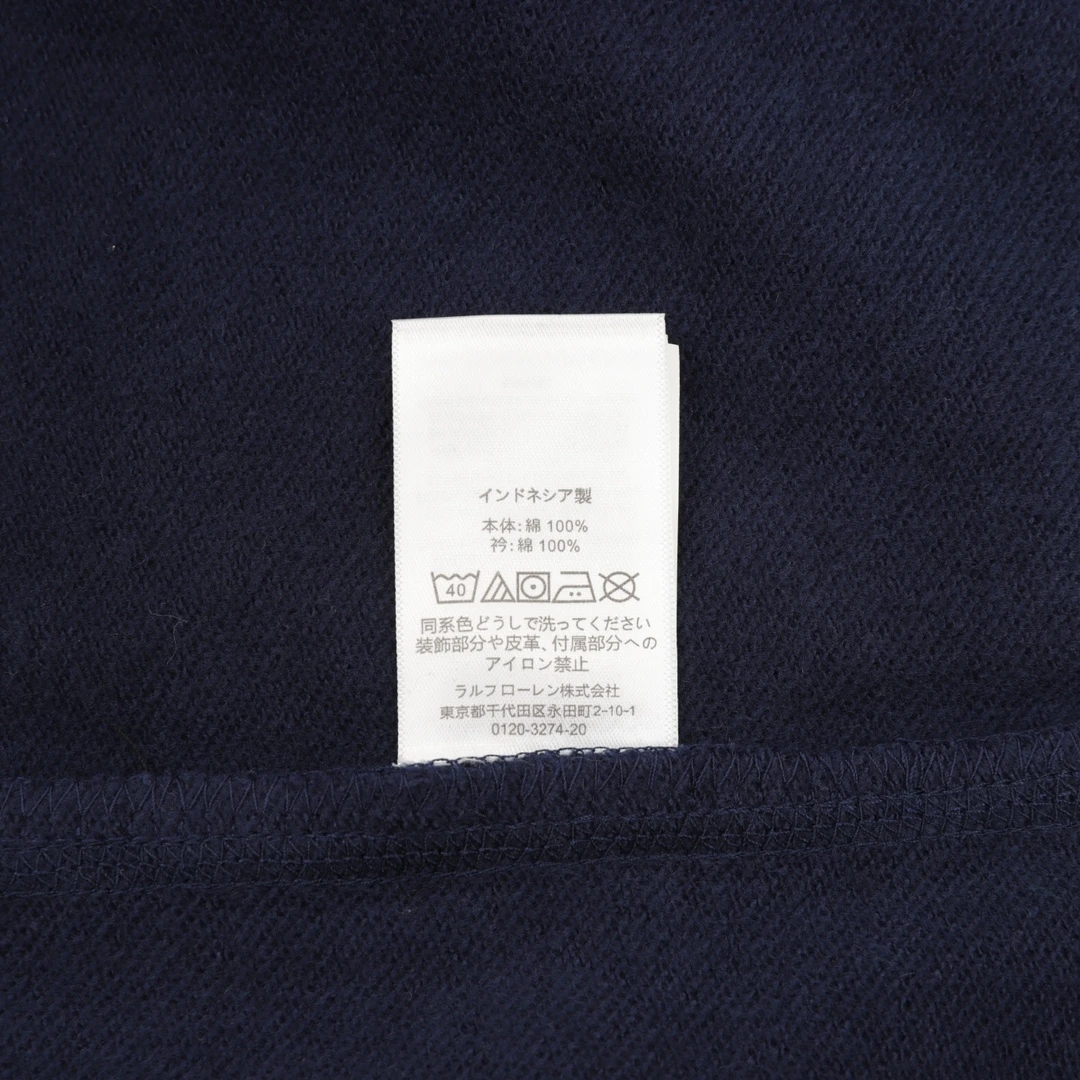 インドネシア製
本体:綿 100%
衿:綿 100%
40
同系色どうしで洗ってください
装飾部分や皮革、付属部分への
アイロン禁止
ラルフ ローレン株式会社
東京都千代田区永田町2-10-1
0120-3274-20